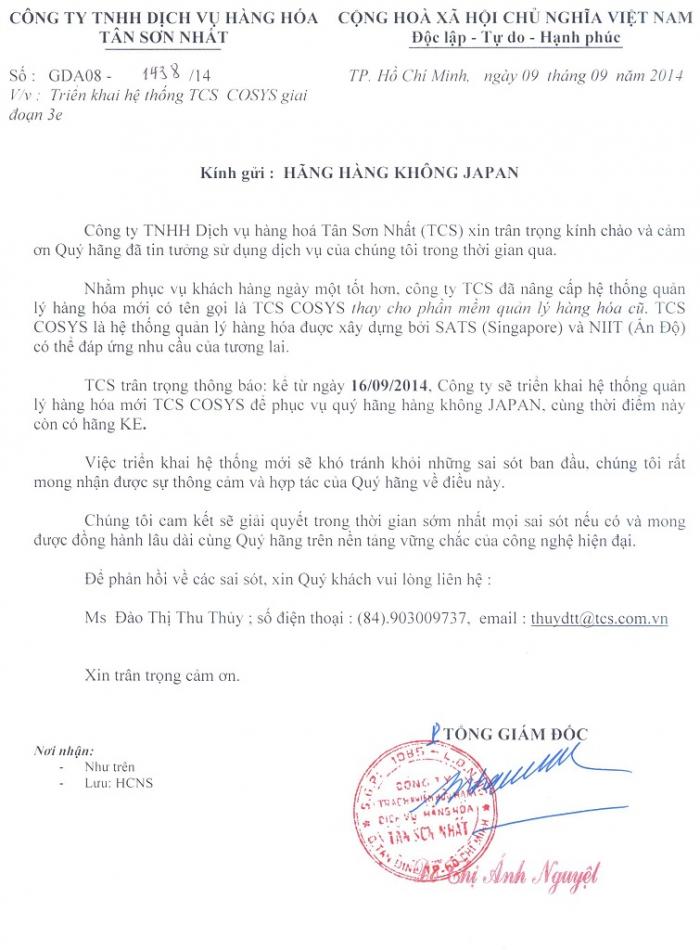 CÔNG TY TNHH DỊCH VỤ HÀNG HÓA
TÂN SƠN NHẤT
CỘNG HOÀ XÃ HỘI CHỦ NGHĨA VIỆT NAM
Độc lập - Tự do - Hạnh phúc
Số : GDA08 - 1438 /14
TP. Hồ Chí Minh, ngày 09 tháng 09 năm 2014
V/v : Triển khai hệ thống TCS COSYS giai
đoạn 3e
Kính gửi : HÃNG HÀNG KHÔNG JAPAN
Công ty TNHH Dịch vụ hàng hoá Tân Sơn Nhất (TCS) xin trân trọng kính chào và cảm
ơn Quý hãng đã tin tưởng sử dụng dịch vụ của chúng tôi trong thời gian qua.
Nhằm phục vụ khách hàng ngày một tốt hơn, công ty TCS đã nâng cấp hệ thống quản
lý hàng hóa mới có tên gọi là TCS COSYS thay cho phần mềm quản lý hàng hóa cũ. TCS
COSYS là hệ thống quản lý hàng hóa được xây dựng bởi SATS (Singapore) và NIIT (Ấn Độ)
có thể đáp ứng nhu cầu của tương lai.
TCS trân trọng thông báo: kể từ ngày 16/09/2014, Công ty sẽ triển khai hệ thống quản
lý hàng hóa mới TCS COSYS để phục vụ quý hãng hàng không JAPAN, cùng thời điểm này
còn có hãng KE.
Việc triển khai hệ thống mới sẽ khó tránh khỏi những sai sót ban đầu, chúng tôi rất
mong nhận được sự thông cảm và hợp tác của Quý hãng về điều này.
Chúng tôi cam kết sẽ giải quyết trong thời gian sớm nhất mọi sai sót nếu có và mong
được đồng hành lâu dài cùng Quý hãng trên nền tảng vững chắc của công nghệ hiện đại.
Để phản hồi về các sai sót, xin Quý khách vui lòng liên hệ :
Ms Đào Thị Thu Thủy ; số điện thoại : (84).903009737, email : thuydtt@tcs.com.vn
Xin trân trọng cảm ơn.
TỔNG GIÁM ĐỐC
Nơi nhận:
- Như trên
- Lưu: HCNS
CÔNG TY
DỊCH VỤ HÀNG HÓA
TÂN SƠN NHẤT
Q.TÂN BÌNH TP.HỒ CHÍ MINH
Chị Ánh Nguyệt